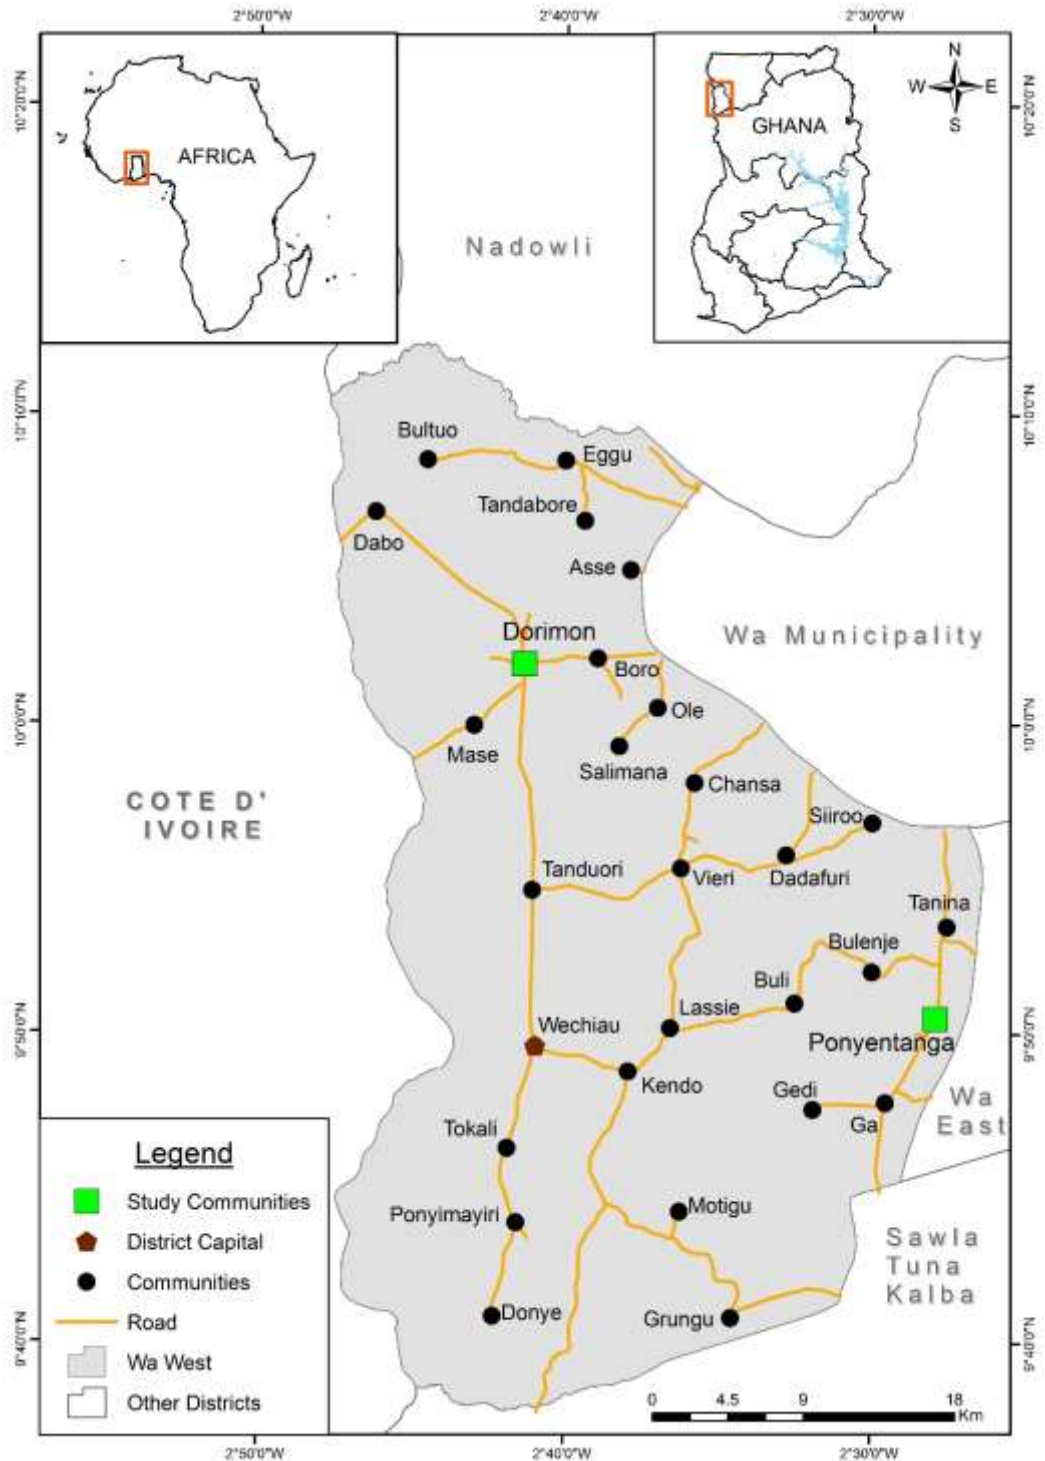 2°50'0"W
2°40'0"W
2°30'0"W
10°20'0"N
10°20'0"N
AFRICA
GHANA
N
W
E
S
Nadowli
10°10'0"N
10°10'0"N
Bultuo
Eggu
Tandabore
Dabo
Asse
Dorimon
Wa Municipality
Boro
Ole
10°0'0"N
10°0'0"N
Mase
Salimana
Chansa
COTE D'
IVOIRE
Siiroo
Tanduori
Vieri
Dadafuri
Tanina
Bulenje
Buli
Lassie
Wechiau
9°50'0"N
9°50'0"N
Ponyentanga
Kendo
Gedi
Ga
Wa
East
Tokali
Motigu
Ponyimayiri
Sawla
Tuna
Kalba
Donye
Grungu
9°40'0"N
9°40'0"N
Legend
Study Communities
District Capital
Communities
Road
Wa West
Other Districts
0
4.5
9
18
Km
2°50'0"W
2°40'0"W
2°30'0"W